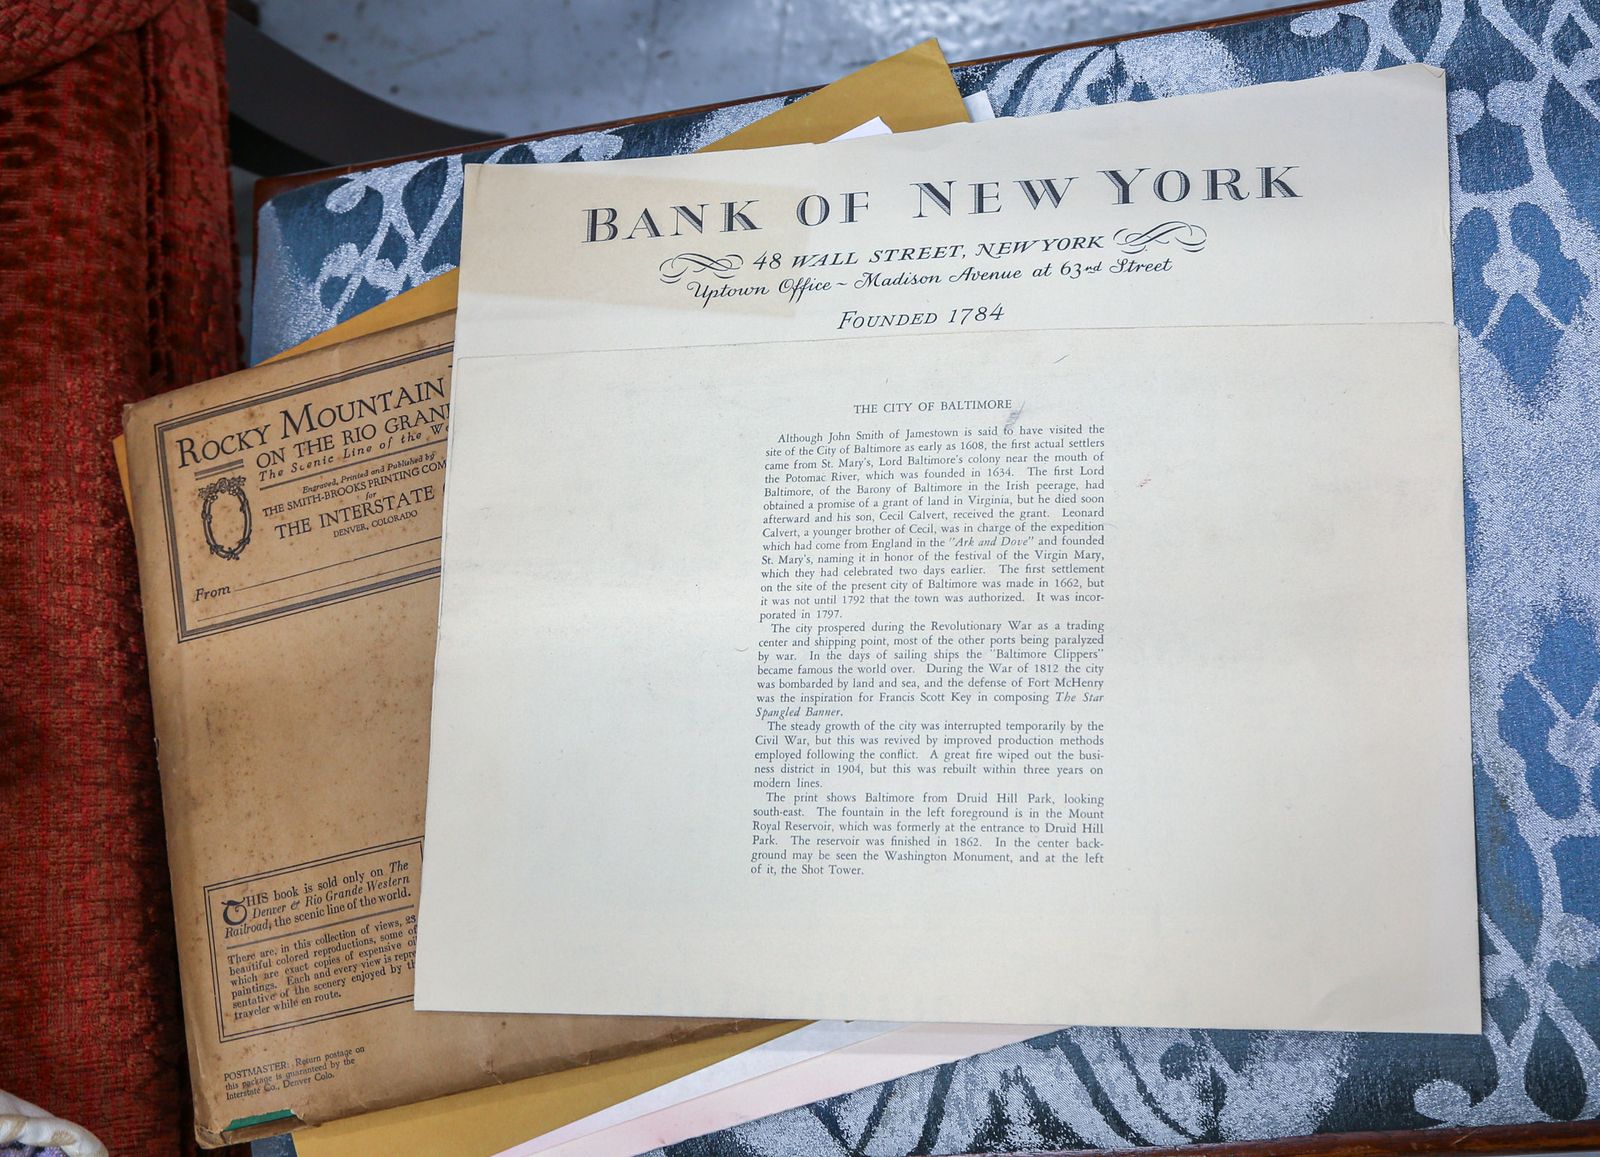 BANK OF NEW YORK
48 WALL STREET, NEW YORK
Uptown Office ~ Madison Avenue at 63rd Street
FOUNDED 1784
THE CITY OF BALTIMORE
Although John Smith of Jamestown is said to have visited the
site of the City of Baltimore as early as 1608, the first actual settlers
came from St. Mary's, Lord Baltimore's colony near the mouth of
the Potomac River, which was founded in 1634. The first Lord
Baltimore, of the Barony of Baltimore in the Irish peerage, had
obtained a promise of a grant of land in Virginia, but he died soon
afterward and his son, Cecil Calvert, received the grant. Leonard
Calvert, a younger brother of Cecil, was in charge of the expedition
which had come from England in the "Ark and Dove" and founded
St. Mary's, naming it in honor of the festival of the Virgin Mary,
which they had celebrated two days earlier. The first settlement
on the site of the present city of Baltimore was made in 1662, but
it was not until 1792 that the town was authorized. It was incor-
porated in 1797.
The city prospered during the Revolutionary War as a trading
center and shipping point, most of the other ports being paralyzed
by war. In the days of sailing ships the "Baltimore Clippers"
became famous the world over. During the War of 1812 the city
was bombarded by land and sea, and the defense of Fort McHenry
was the inspiration for Francis Scott Key in composing The Star
Spangled Banner.
The steady growth of the city was interrupted temporarily by the
Civil War, but this was revived by improved production methods
employed following the conflict. A great fire wiped out the busi-
ness district in 1904, but this was rebuilt within three years on
modern lines.
The print shows Baltimore from Druid Hill Park, looking
south-east. The fountain in the left foreground is in the Mount
Royal Reservoir, which was formerly at the entrance to Druid Hill
Park. The reservoir was finished in 1862. In the center back-
ground may be seen the Washington Monument, and at the left
of it, the Shot Tower.
ROCKY MOUNTAIN
ON THE RIO GRAN
The Scenic Line of the W
Engraved, Printed and Published by
THE SMITH-BROOKS PRINTING COM
for
THE INTERSTATE
DENVER, COLORADO
From
THIS book is sold only on The
Denver & Rio Grande Western
Railroad, the scenic line of the world.
There are, in this collection of views, 23
beautiful colored reproductions, some of
which are exact copies of expensive oi
paintings. Each and every view is repre
sentative of the scenery enjoyed by th
traveler while en route.
POSTMASTER: Return postage on
this package is guaranteed by the
Interstate Co., Denver Colo.